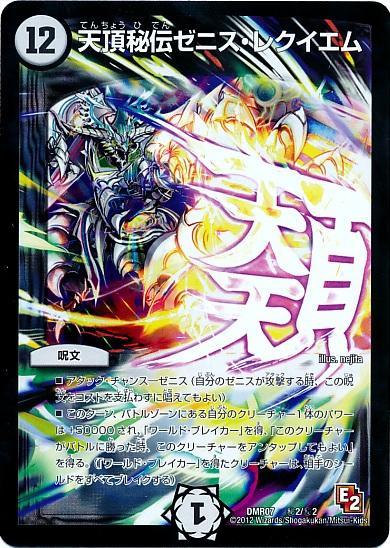 てんちょう ひ でん
12
天頂秘伝ゼニス・レクイエム
天頂
illus. nejita
呪文
■ アタック・チャンスーゼニス (自分のゼニスが攻撃する時、この呪
文をコストを支払わずに唱えてもよい)
■ このターン、バトルゾーンにある自分のクリーチャー1体のパワー
は+50000され、「ワールド・ブレイカー」を得、「このクリーチャー
がバトルに勝った時、このクリーチャーをアンタップしてもよい」
を得る。(「ワールド・ブレイカー」を得たクリーチャーは、相手のシ
ールドをすべてブレイクする)
1
E2
DMR07
2012 Wizards/Shogakukan/Mitsui-Kids